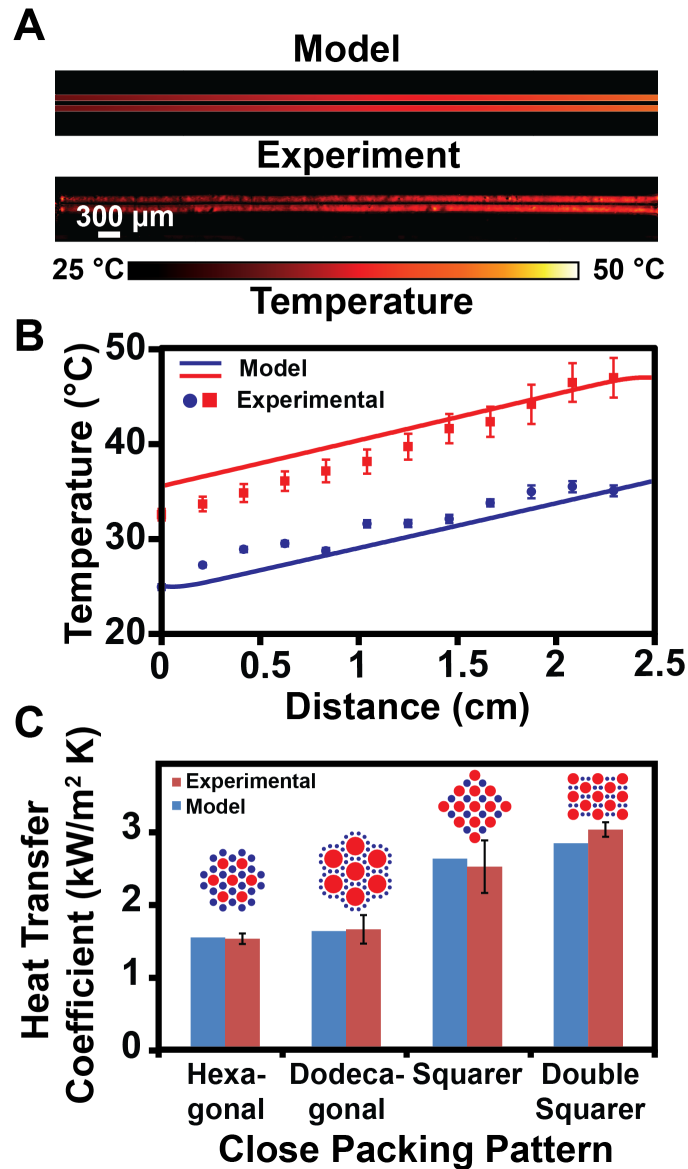 A
Model
Experiment
300 μm
25 °C
50 °C
Temperature
B
Temperature (°C)
50
40
30
20
Model
Experimental
0
0.5
1
1.5
2
2.5
Distance (cm)
C
Heat Transfer
Coefficient (kW/m² K)
3
2
1
0
Experimental
Model
Hexa-
gonal
Dodeca-
gonal
Squarer
Double
Squarer
Close Packing Pattern